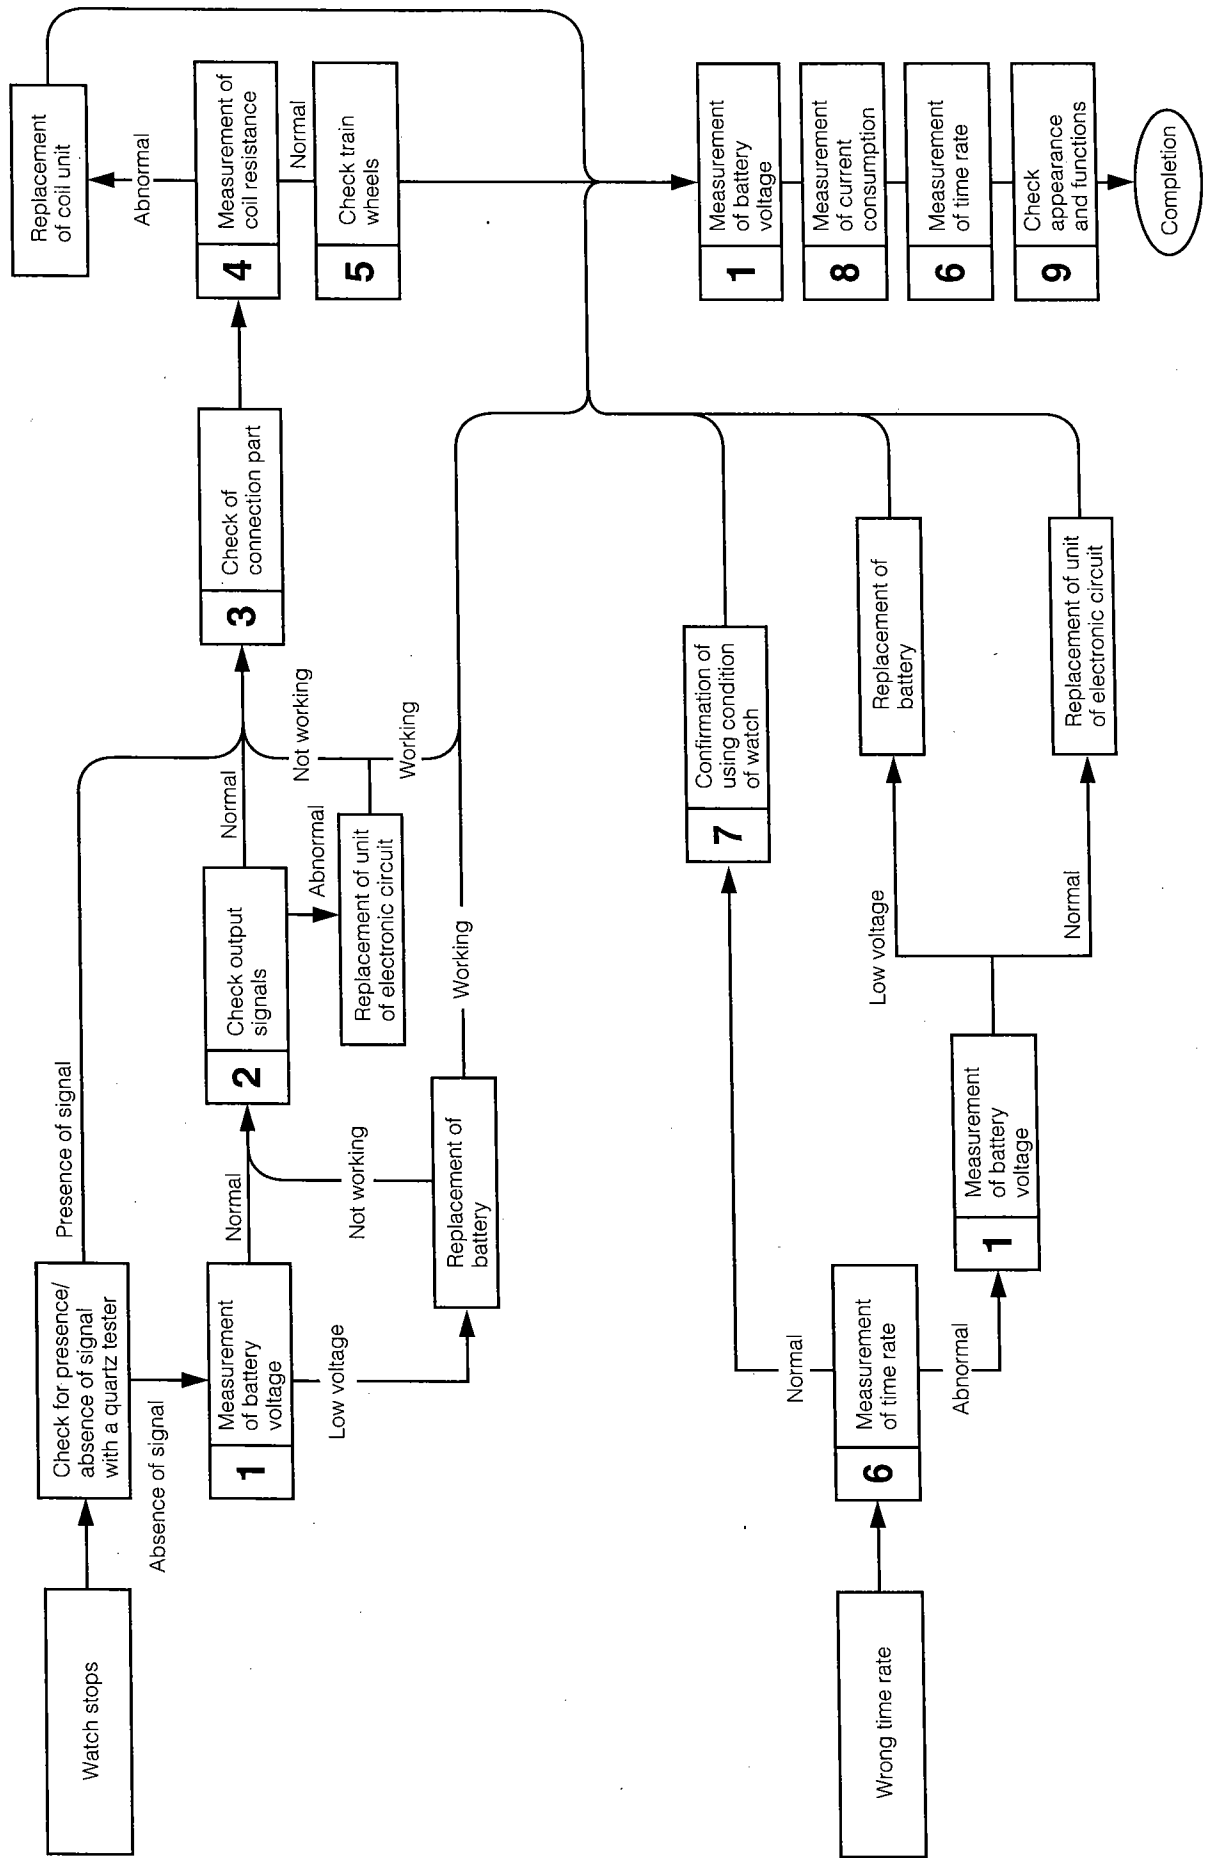 Watch stops
Check for presence/
absence of signal
with a quartz tester
Presence of signal
Absence of signal
1
Measurement
of battery
voltage
Normal
Low voltage
Replacement of
battery
Not working
Working
2
Check output
signals
Normal
Abnormal
Replacement of unit
of electronic circuit
Not working
Working
3
Check of
connection part
4
Measurement of
coil resistance
Abnormal
Replacement
of coil unit
Normal
5
Check train
wheels
Wrong time rate
6
Measurement
of time rate
Normal
Abnormal
7
Confirmation of
using condition
of watch
1
Measurement
of battery
voltage
Low voltage
Normal
Replacement of
battery
Replacement of unit
of electronic circuit
1
Measurement
of battery
voltage
8
Measurement
of current
consumption
6
Measurement
of time rate
9
Check
appearance
and functions
Completion